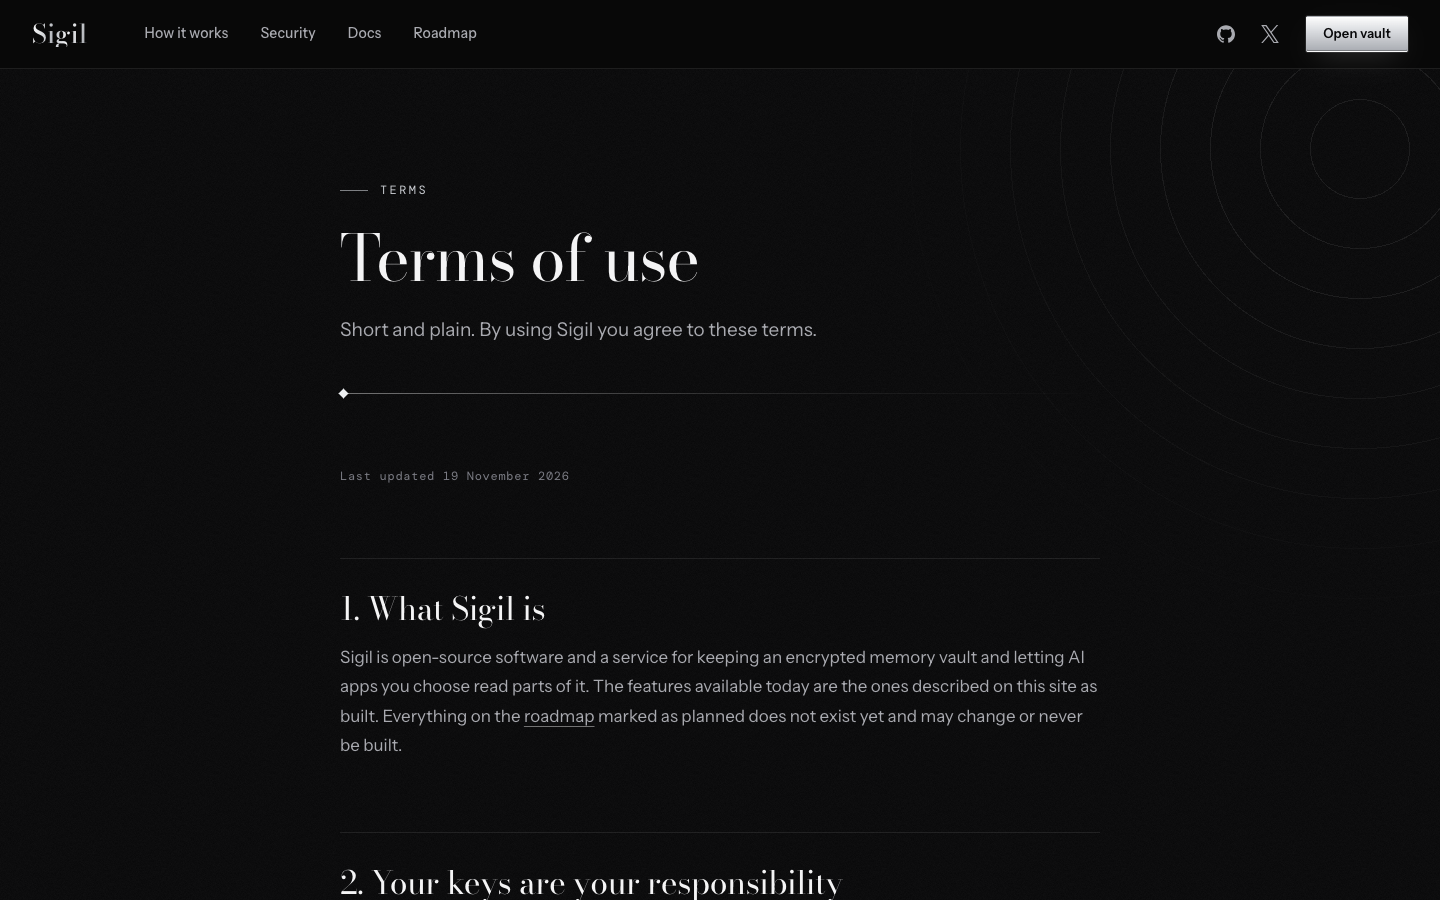 Sigil
How it works
Security
Docs
Roadmap
Open vault
TERMS
Terms of use
Short and plain. By using Sigil you agree to these terms.
Last updated 19 November 2026
1. What Sigil is
Sigil is open-source software and a service for keeping an encrypted memory vault and letting AI
apps you choose read parts of it. The features available today are the ones described on this site as
built. Everything on the roadmap marked as planned does not exist yet and may change or never
be built.
2. Your keys are your responsibility